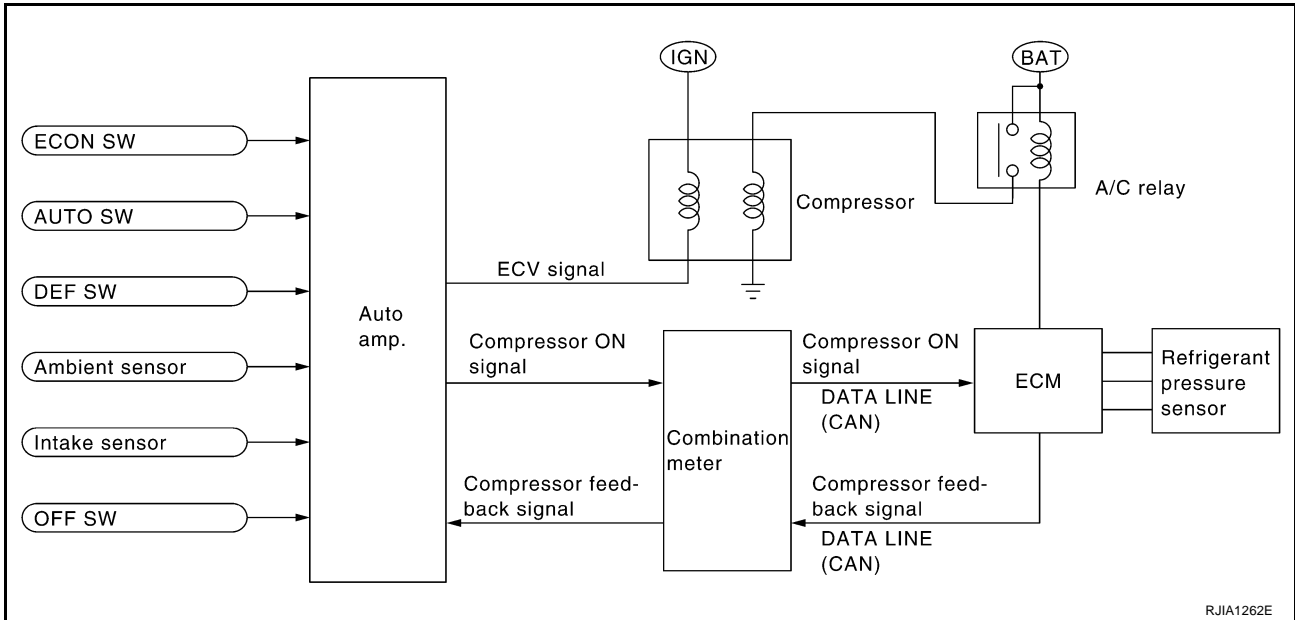 IGN
BAT
ECON SW
AUTO SW
DEF SW
Ambient sensor
Intake sensor
OFF SW
Auto
amp.
ECV signal
Compressor
A/C relay
Compressor ON
signal
Combination
meter
Compressor ON
signal
DATA LINE
(CAN)
ECM
Refrigerant
pressure
sensor
Compressor feed-
back signal
Compressor feed-
back signal
DATA LINE
(CAN)
RJIA1262E